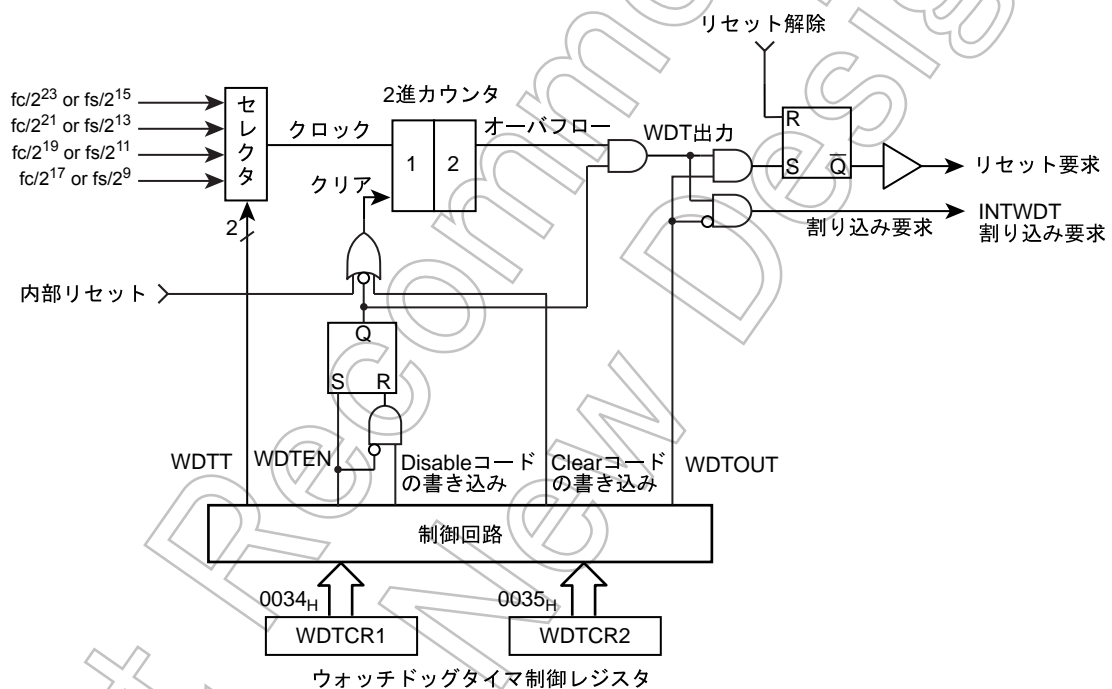 リセット解除
fc/2^23 or fs/2^15
fc/2^21 or fs/2^13
fc/2^19 or fs/2^11
fc/2^17 or fs/2^9
セレクタ
クロック
2進カウンタ
1 2
オーバフロー
クリア
WDT出力
R
S Q̅
リセット要求
割り込み要求
INTWDT
割り込み要求
2
内部リセット
Q
S R
WDTT
WDTEN
Disableコード
の書き込み
Clearコード
の書き込み
WDTOUT
制御回路
0034H
0035H
WDTCR1
WDTCR2
ウォッチドッグタイマ制御レジスタ
Recomm
New Desig
t